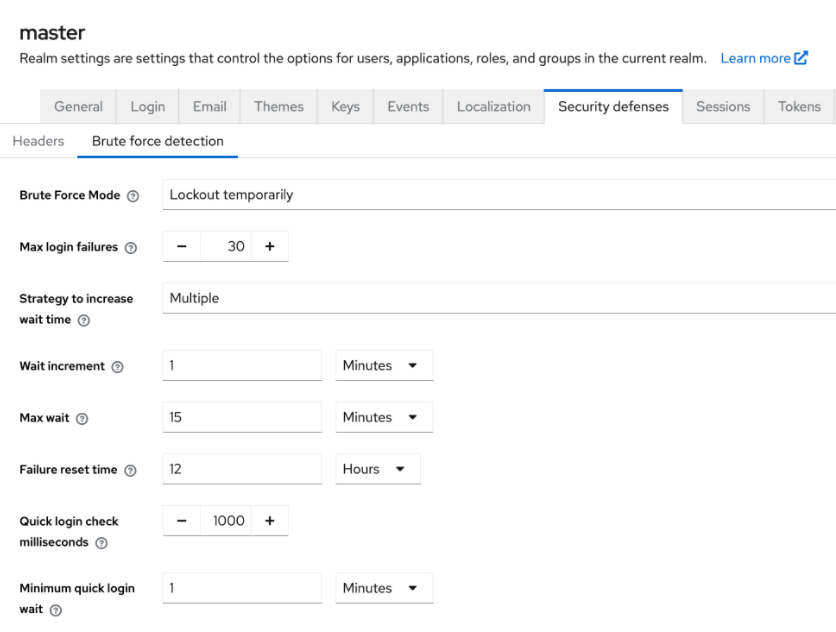 master
Realm settings are settings that control the options for users, applications, roles, and groups in the current realm. Learn more
General Login Email Themes Keys Events Localization Security defenses Sessions Tokens
Headers Brute force detection
Brute Force Mode Lockout temporarily
Max login failures − 30 +
Strategy to increase
wait time
Multiple
Wait increment 1 Minutes
Max wait 15 Minutes
Failure reset time 12 Hours
Quick login check
milliseconds
− 1000 +
Minimum quick login
wait
1 Minutes